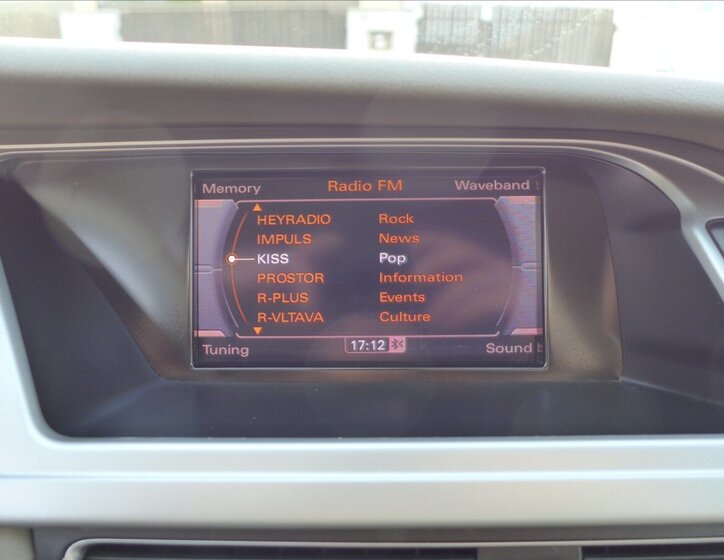 Memory Radio FM Waveband
HEYRADIO Rock
IMPULS News
KISS Pop
PROSTOR Information
R-PLUS Events
R-VLTAVA Culture
Tuning 17:12 Sound